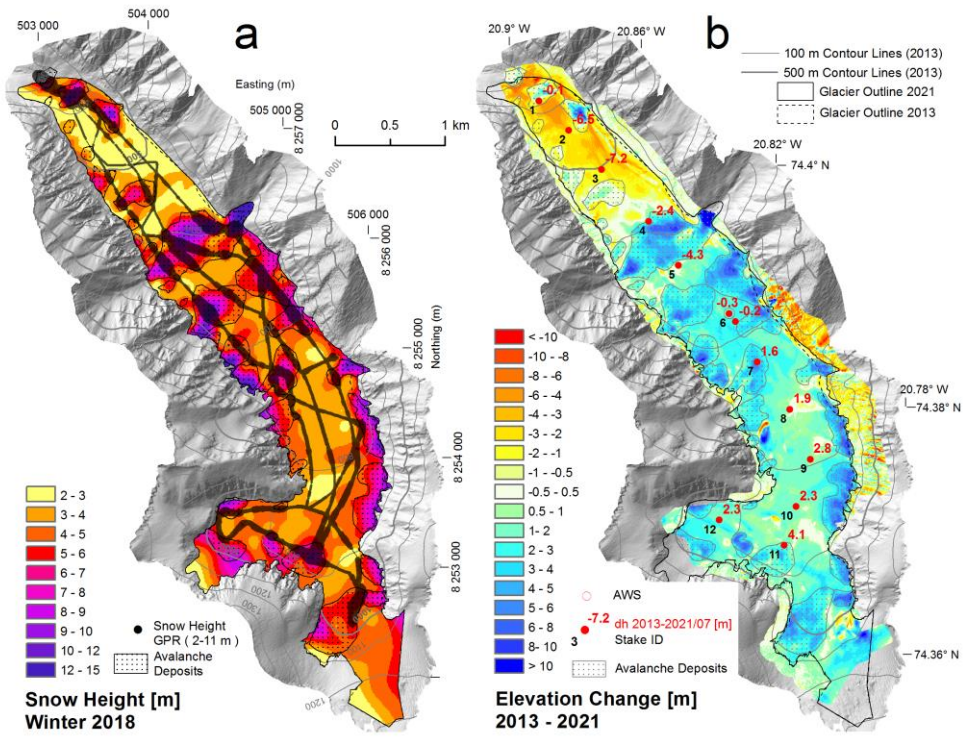 503 000
504 000
a
Easting (m)
505 000
8 257 000
0 0.5 1 km
1000
506 000
8 256 000
8 255 000
Northing (m)
8 254 000
8 253 000
1200
1300
1200
2 - 3
3 - 4
4 - 5
5 - 6
6 - 7
7 - 8
8 - 9
9 - 10
10 - 12
12 - 15
Snow Height
GPR ( 2-11 m )
Avalanche
Deposits
Snow Height [m]
Winter 2018
20.9° W
20.86° W
b
100 m Contour Lines (2013)
500 m Contour Lines (2013)
Glacier Outline 2021
Glacier Outline 2013
20.82° W
74.4° N
20.78° W
74.38° N
74.36° N
-0.1
1
-6.5
2
-7.2
3
-2.4
4
-4.3
5
-0.3
-0.2
6
1.6
7
1.9
8
2.8
9
2.3
10
2.3
12
4.1
11
< -10
-10 - -8
-8 - -6
-6 - -4
-4 - -3
-3 - -2
-2 - -1
-1 - -0.5
-0.5 - 0.5
0.5 - 1
1 - 2
2 - 3
3 - 4
4 - 5
5 - 6
6 - 8
8 - 10
> 10
AWS
-7.2 dh 2013-2021/07 [m]
3 Stake ID
Avalanche Deposits
Elevation Change [m]
2013 - 2021